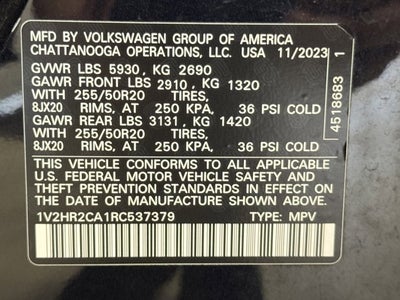 MFD BY VOLKSWAGEN GROUP OF AMERICA
CHATTANOOGA OPERATIONS, LLC. USA 11/2023
GVWR LBS 5930, KG 2690
GAWR FRONT LBS 2910, KG 1320
WITH 255/50R20 TIRES,
8JX20 RIMS, AT 250 KPA, 36 PSI COLD
GAWR REAR LBS 3131, KG 1420
WITH 255/50R20 TIRES,
8JX20 RIMS, AT 250 KPA, 36 PSI COLD
THIS VEHICLE CONFORMS TO ALL APPLICABLE
U.S. FEDERAL MOTOR VEHICLE SAFETY
STANDARDS IN EFFECT ON THE
DATE OF MANUFACTURE SHOWN ABOVE.
1V2HR2CA1RC537379 TYPE: MPV
4518683 1